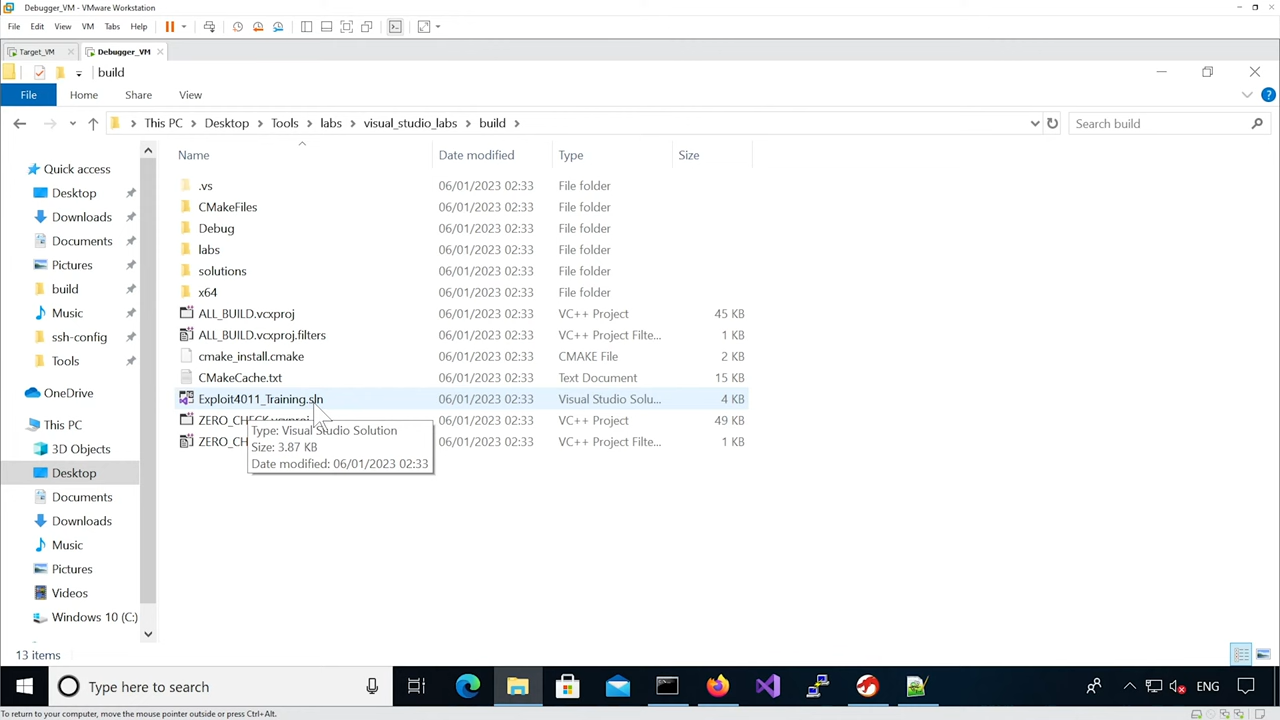 Debugger_VM - VMware Workstation
File Edit View VM Tabs Help
Target_VM Debugger_VM
build
File Home Share View
This PC Desktop Tools labs visual_studio_labs build
Search build
Name Date modified Type Size
Quick access
Desktop
Downloads
Documents
Pictures
build
Music
ssh-config
Tools
OneDrive
This PC
3D Objects
Desktop
Documents
Downloads
Music
Pictures
Videos
Windows 10 (C:)
.vs 06/01/2023 02:33 File folder
CMakeFiles 06/01/2023 02:33 File folder
Debug 06/01/2023 02:33 File folder
labs 06/01/2023 02:33 File folder
solutions 06/01/2023 02:33 File folder
x64 06/01/2023 02:33 File folder
ALL_BUILD.vcxproj 06/01/2023 02:33 VC++ Project 45 KB
ALL_BUILD.vcxproj.filters 06/01/2023 02:33 VC++ Project Filte... 1 KB
cmake_install.cmake 06/01/2023 02:33 CMAKE File 2 KB
CMakeCache.txt 06/01/2023 02:33 Text Document 15 KB
Exploit4011_Training.sln 06/01/2023 02:33 Visual Studio Solu... 4 KB
ZERO_CHECK.vcxproj 06/01/2023 02:33 VC++ Project 49 KB
ZERO_CH 06/01/2023 02:33 VC++ Project Filte... 1 KB
Type: Visual Studio Solution
Size: 3.87 KB
Date modified: 06/01/2023 02:33
13 items
Type here to search
ENG
To return to your computer, move the mouse pointer outside or press Ctrl+Alt.